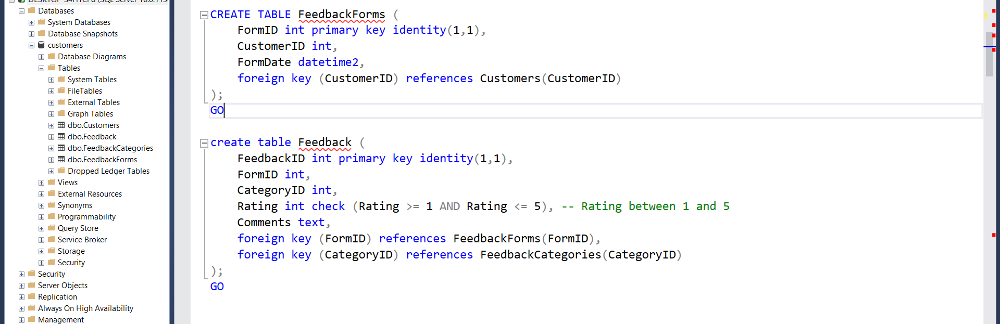 Databases
System Databases
Database Snapshots
customers
Database Diagrams
Tables
System Tables
FileTables
External Tables
Graph Tables
dbo.Customers
dbo.Feedback
dbo.FeedbackCategories
dbo.FeedbackForms
Dropped Ledger Tables
Views
External Resources
Synonyms
Programmability
Query Store
Service Broker
Storage
Security
Security
Server Objects
Replication
Always On High Availability
Management
CREATE TABLE FeedbackForms (
FormID int primary key identity(1,1),
CustomerID int,
FormDate datetime2,
foreign key (CustomerID) references Customers(CustomerID)
);
GO
create table Feedback (
FeedbackID int primary key identity(1,1),
FormID int,
CategoryID int,
Rating int check (Rating >= 1 AND Rating <= 5), -- Rating between 1 and 5
Comments text,
foreign key (FormID) references FeedbackForms(FormID),
foreign key (CategoryID) references FeedbackCategories(CategoryID)
);
GO